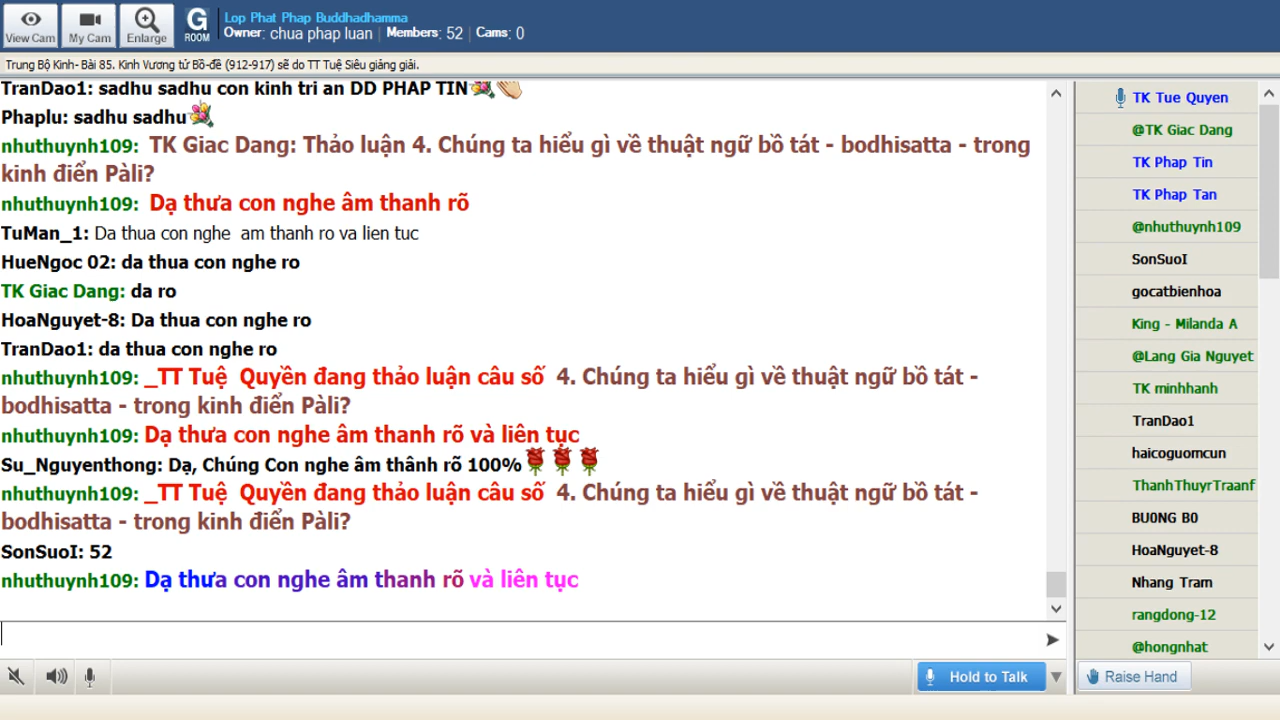 View Cam
My Cam
Enlarge
G
ROOM
Lop Phat Phap Buddhadhamma
Owner: chua phap luan | Members: 52 | Cams: 0
Trung Bộ Kinh- Bài 85. Kinh Vương tử Bồ-đề (912-917) sẽ do TT Tuệ Siêu giảng giải.
TranDao1: sadhu sadhu con kinh tri an DD PHAP TIN
Phaplu: sadhu sadhu
nhuthuynh109: TK Giac Dang: Thảo luận 4. Chúng ta hiểu gì về thuật ngữ bồ tát - bodhisatta - trong
kinh điển Pàli?
nhuthuynh109: Dạ thưa con nghe âm thanh rõ
TuMan_1: Da thua con nghe am thanh ro va lien tuc
HueNgoc 02: da thua con nghe ro
TK Giac Dang: da ro
HoaNguyet-8: Da thua con nghe ro
TranDao1: da thua con nghe ro
nhuthuynh109: _TT Tuệ Quyền đang thảo luận câu số 4. Chúng ta hiểu gì về thuật ngữ bồ tát -
bodhisatta - trong kinh điển Pàli?
nhuthuynh109: Dạ thưa con nghe âm thanh rõ và liên tục
Su_Nguyenthong: Dạ, Chúng Con nghe âm thânh rõ 100%
nhuthuynh109: _TT Tuệ Quyền đang thảo luận câu số 4. Chúng ta hiểu gì về thuật ngữ bồ tát -
bodhisatta - trong kinh điển Pàli?
SonSuoI: 52
nhuthuynh109: Dạ thưa con nghe âm thanh rõ và liên tục
TK Tue Quyen
@TK Giac Dang
TK Phap Tin
TK Phap Tan
@nhuthuynh109
SonSuoI
gocatbienhoa
King - Milanda A
@Lang Gia Nguyet
TK minhhanh
TranDao1
haicoguomcun
ThanhThuyrTraanf
BU0NG B0
HoaNguyet-8
Nhang Tram
rangdong-12
@hongnhat
Hold to Talk
Raise Hand